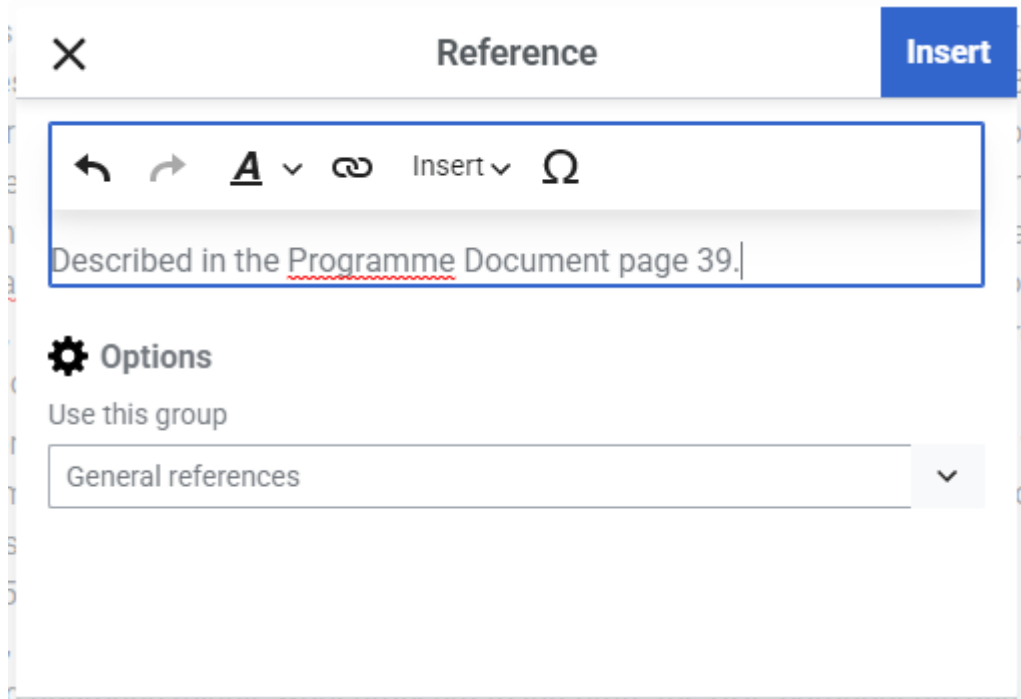 Reference
Insert
A Insert Ω
Described in the Programme Document page 39.
Options
Use this group
General references